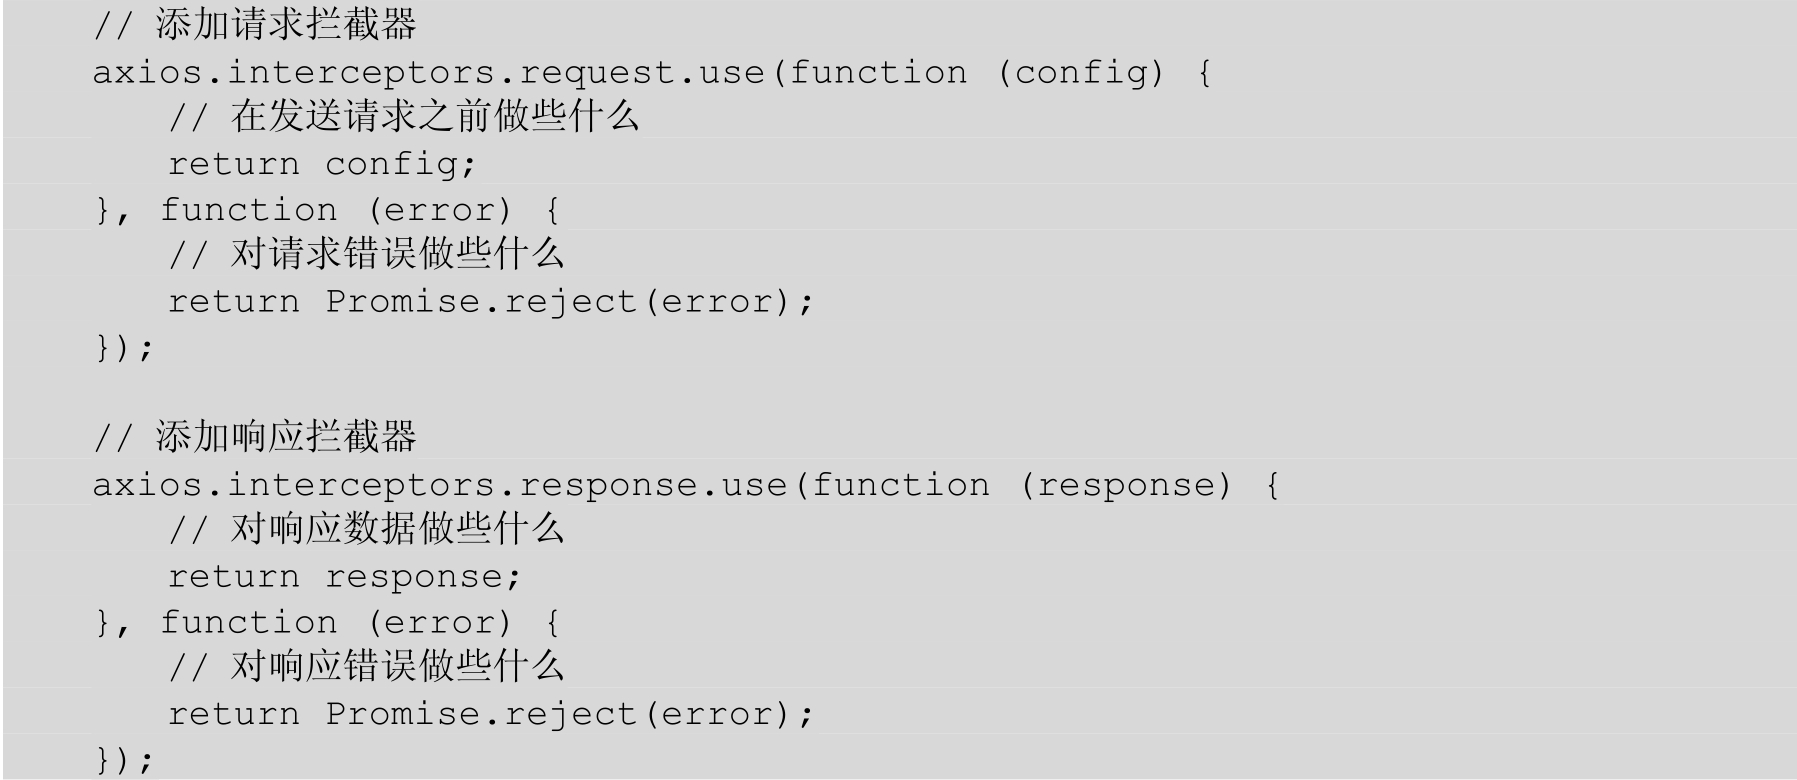 // 添加请求拦截器
axios.interceptors.request.use(function (config) {
    // 在发送请求之前做些什么
    return config;
}, function (error) {
    // 对请求错误做些什么
    return Promise.reject(error);
});

// 添加响应拦截器
axios.interceptors.response.use(function (response) {
    // 对响应数据做些什么
    return response;
}, function (error) {
    // 对响应错误做些什么
    return Promise.reject(error);
});